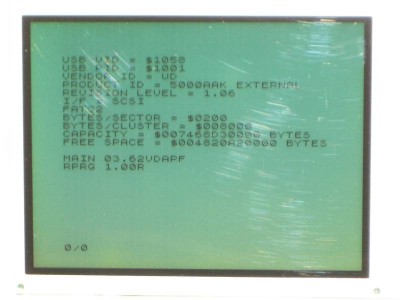 USB VID = $1058
USB PID = $1001
VENDOR ID = WD
PRODUCT ID = 5000AAK EXTERNAL
REVISION LEVEL = 1.06
I/F = SCSI
FAT32
BYTES/SECTOR = $0200
BYTES/CLUSTER = $008000
CAPACITY = BYTES
FREE SPACE = BYTES
MAIN 03.62VDAPF
RPRG 1.00R
0/0